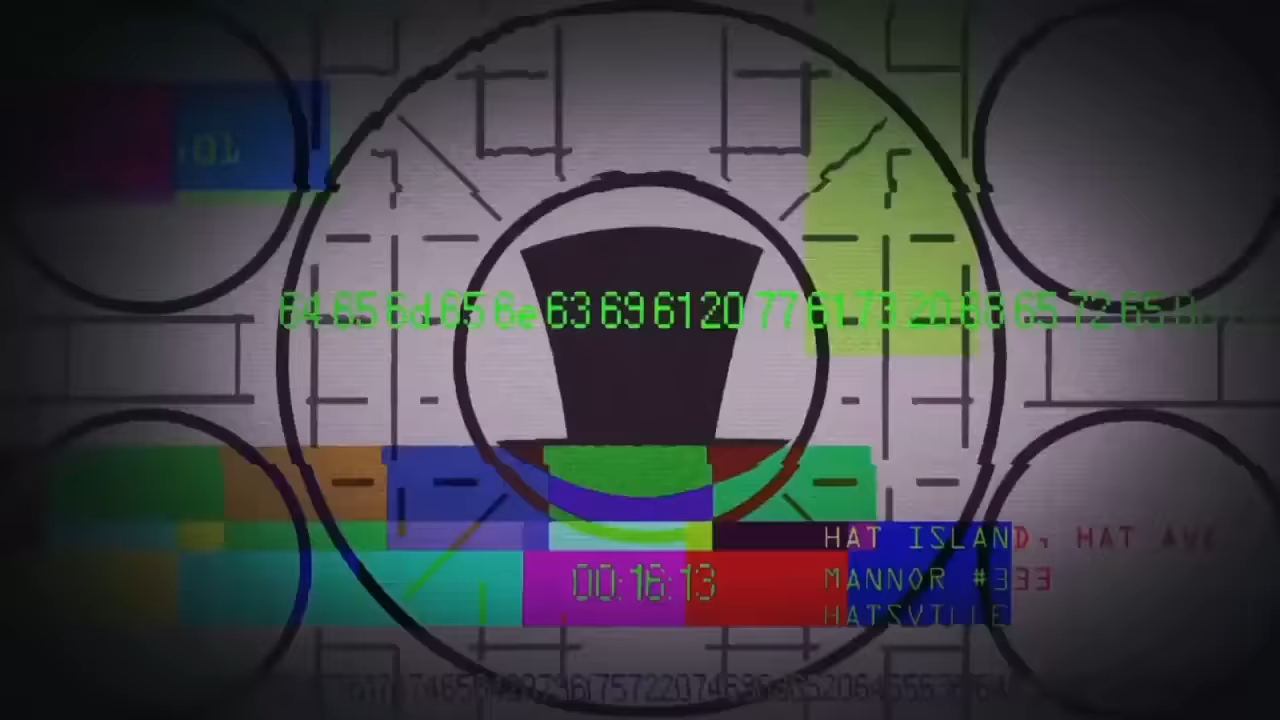 :01
64 65 6d 65 6e 63 69 61 20 77 61 73 20 68 65 72 65
HAT ISLAND, HAT AVE
00:16:13
MANNOR #333
HATSVILLE